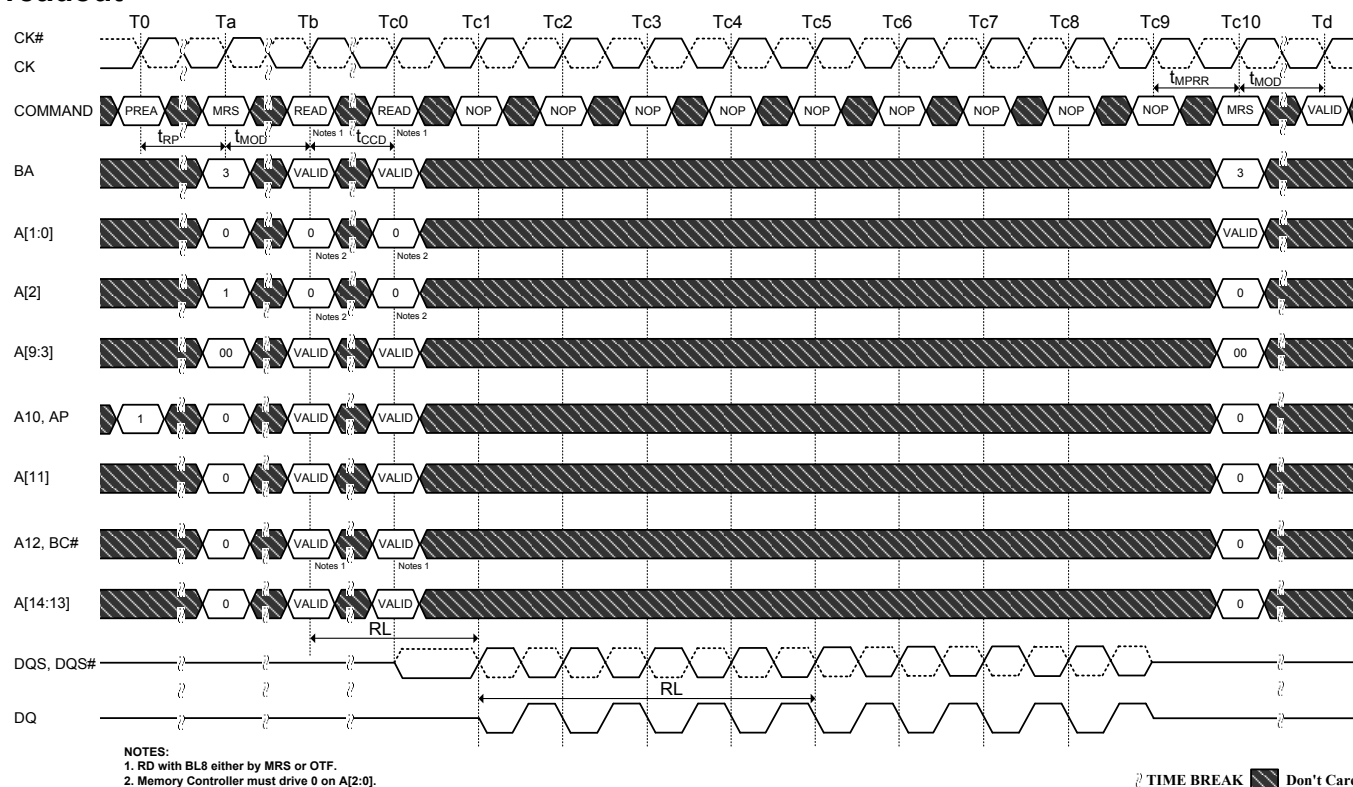 T0 Ta Tb Tc0 Tc1 Tc2 Tc3 Tc4 Tc5 Tc6 Tc7 Tc8 Tc9 Tc10 Td
CK#
CK
tMPRR tMOD
COMMAND PREA MRS READ READ NOP NOP NOP NOP NOP NOP NOP NOP NOP MRS VALID
Notes 1 Notes 1
tRP tMOD tCCD
BA 3 VALID VALID 3
A[1:0] 0 0 0 VALID
Notes 2 Notes 2
A[2] 1 0 0 0
Notes 2 Notes 2
A[9:3] 00 VALID VALID 00
A10, AP 1 0 VALID VALID 0
A[11] 0 VALID VALID 0
A12, BC# 0 VALID VALID 0
Notes 1 Notes 1
A[14:13] 0 VALID VALID 0
RL
DQS, DQS#
RL
DQ
NOTES:
1. RD with BL8 either by MRS or OTF.
2. Memory Controller must drive 0 on A[2:0].
TIME BREAK Don't Care